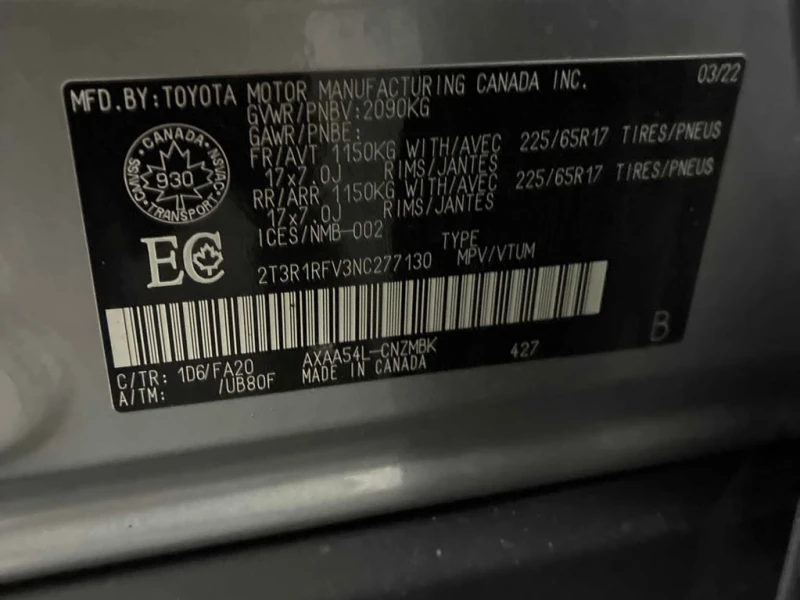 MFD.BY:TOYOTA MOTOR MANUFACTURING CANADA INC. 03/22
GVWR/PNBV:2090KG
GAWR/PNBE:
FR/AVT 1150KG WITH/AVEC 225/65R17 TIRES/PNEUS
17x7.0J RIMS/JANTES
RR/ARR 1150KG WITH/AVEC 225/65R17 TIRES/PNEUS
17x7.0J RIMS/JANTES
ICES/NMB-002
CANADA
CMVSS
NSVAC
930
TRANSPORT
EC
TYPE
2T3R1RFV3NC277130 MPV/VTUM
B
C/TR: 1D6/FA20 AXAA54L-CNZMBK 427
A/TM: /UB80F MADE IN CANADA